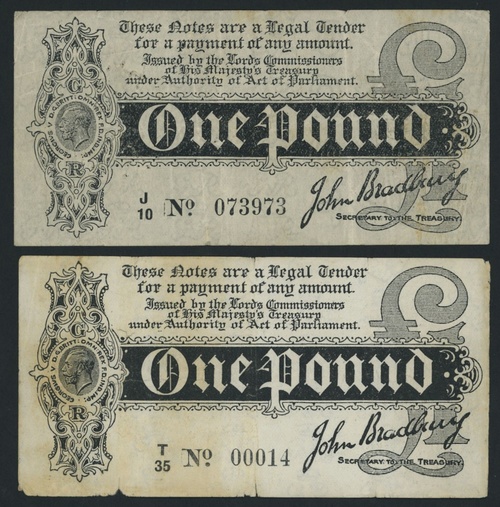 These Notes are a Legal Tender
for a payment of any amount.
Issued by the Lords Commissioners
of His Majesty's Treasury
under Authority of Act of Parliament.
£
G
One Pound
R
J
10 No. 073973
John Bradbury
SECRETARY TO THE TREASURY.
£1
These Notes are a Legal Tender
for a payment of any amount.
Issued by the Lords Commissioners
of His Majesty's Treasury
under Authority of Act of Parliament.
£
G
One Pound
R
T
35 No. 00014
John Bradbury
SECRETARY TO THE TREASURY.
£1